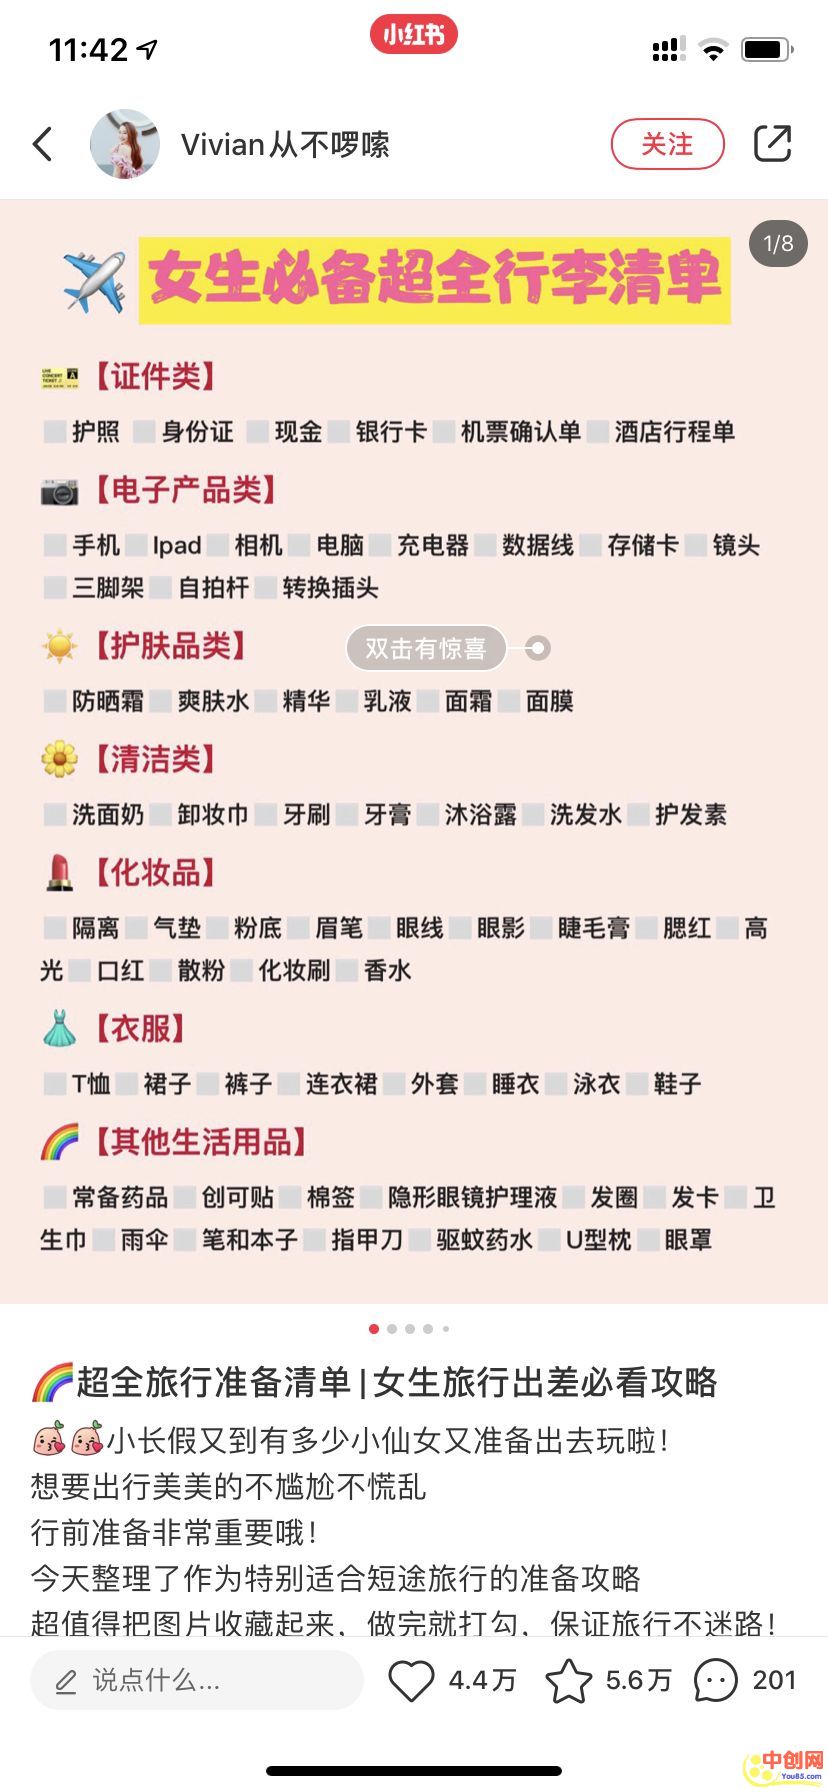 11:42
小红书
Vivian从不啰嗦
关注
女生必备超全行李清单
1/8
LIVE CONCERT TICKET A
【证件类】
护照 身份证 现金 银行卡 机票确认单 酒店行程单
【电子产品类】
手机 Ipad 相机 电脑 充电器 数据线 存储卡 镜头
三脚架 自拍杆 转换插头
【护肤品类】
双击有惊喜
防晒霜 爽肤水 精华 乳液 面霜 面膜
【清洁类】
洗面奶 卸妆巾 牙刷 牙膏 沐浴露 洗发水 护发素
【化妆品】
隔离 气垫 粉底 眉笔 眼线 眼影 睫毛膏 腮红 高
光 口红 散粉 化妆刷 香水
【衣服】
T恤 裙子 裤子 连衣裙 外套 睡衣 泳衣 鞋子
【其他生活用品】
常备药品 创可贴 棉签 隐形眼镜护理液 发圈 发卡 卫
生巾 雨伞 笔和本子 指甲刀 驱蚊药水 U型枕 眼罩
超全旅行准备清单|女生旅行出差必看攻略
小长假又到有多少小仙女又准备出去玩啦！
想要出行美美的不尴尬不慌乱
行前准备非常重要哦！
今天整理了作为特别适合短途旅行的准备攻略
超值得把图片收藏起来，做完就打勾，保证旅行不迷路！
说点什么...
4.4万
5.6万
201
中创网
You85.com